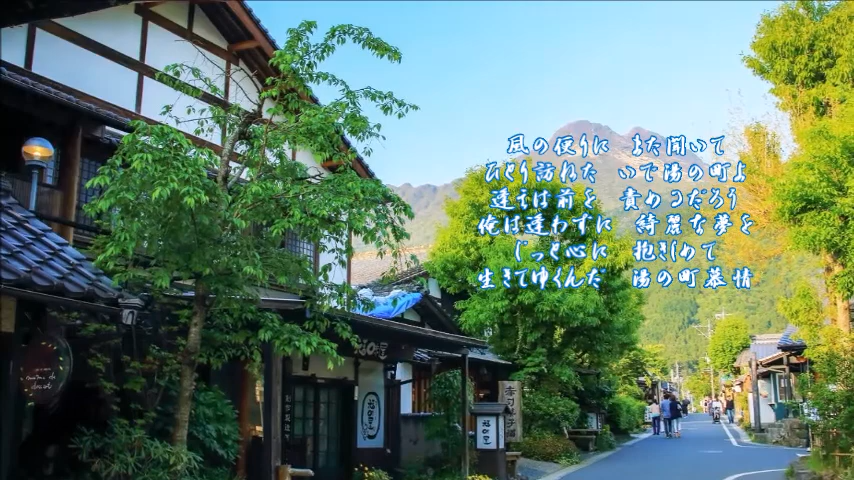 風の便りに また聞いて
ひとり訪れた いで湯の町よ
逢えば前を 責めるだろう
俺は逢わずに 綺麗な夢を
じっと心に 抱きしめて
生きてゆくんだ 湯の町慕情